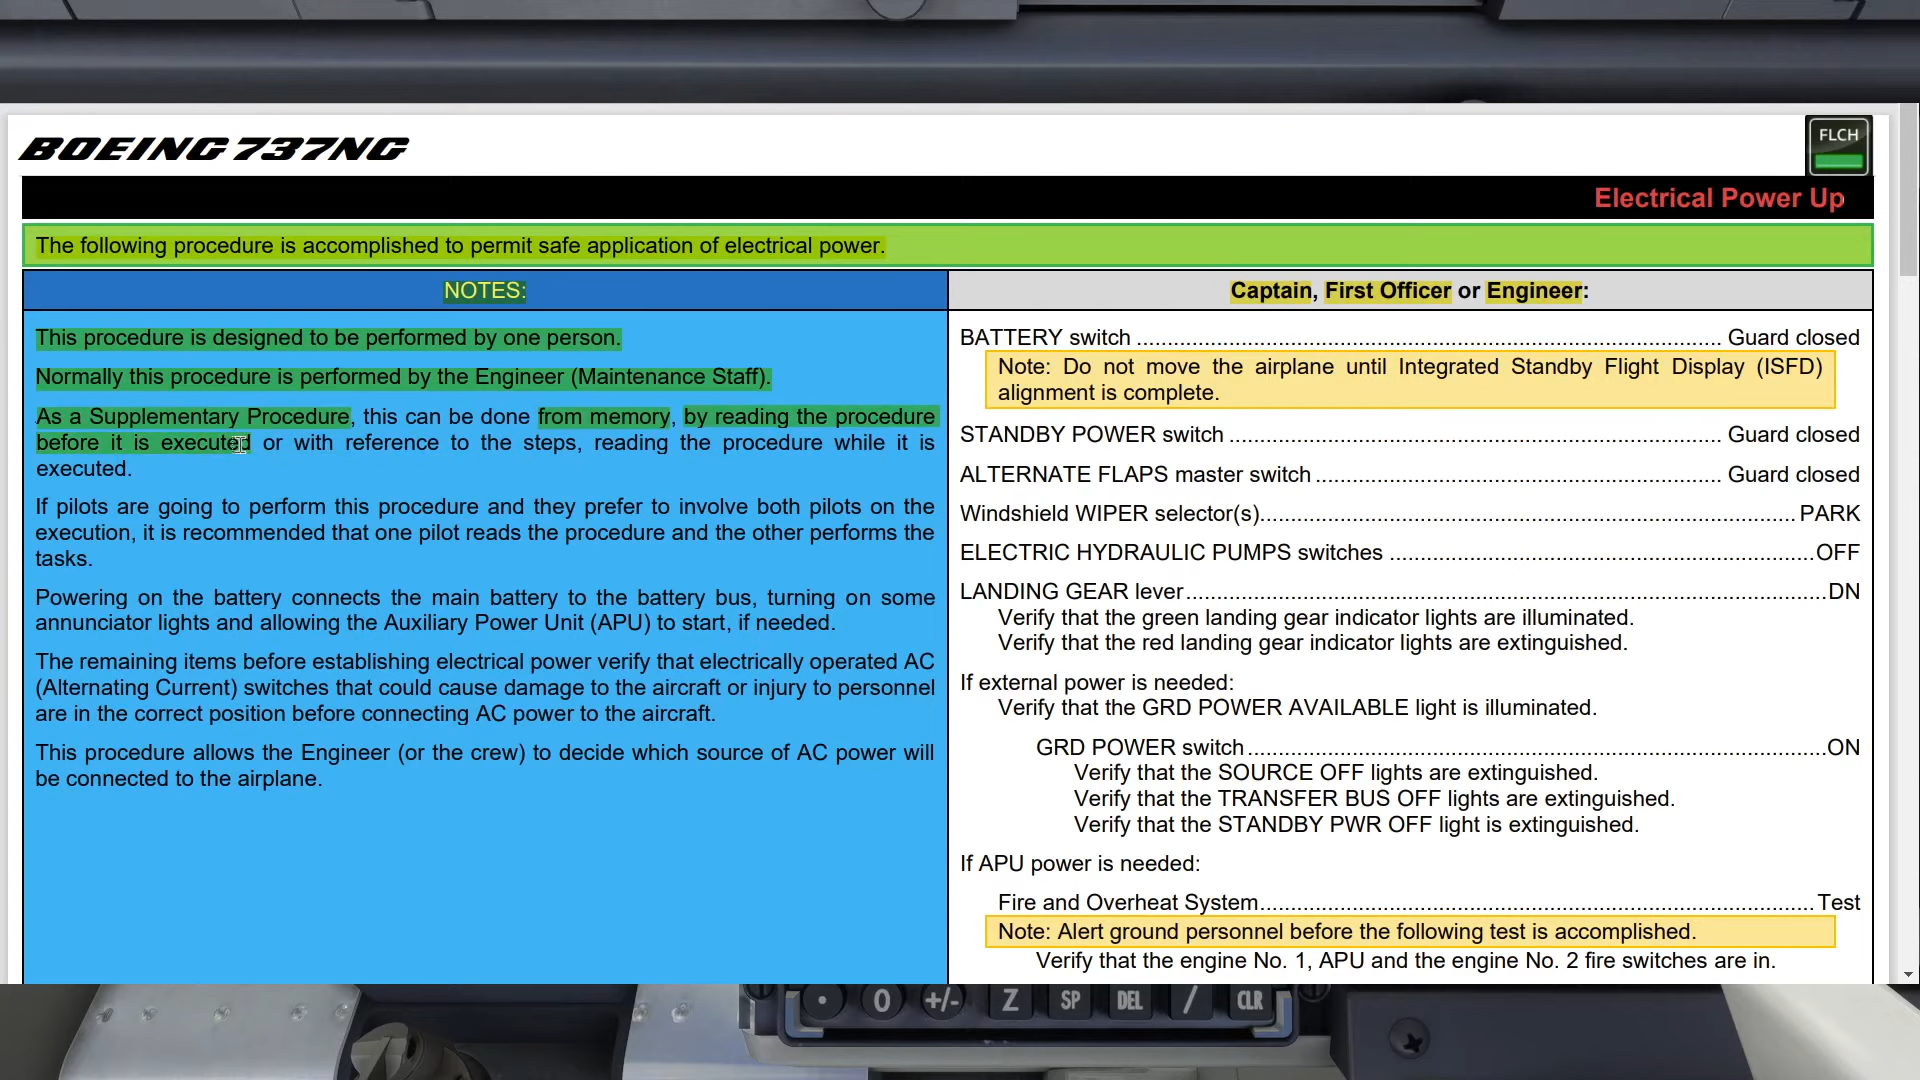 BOEING 737NG
FLCH
Electrical Power Up
The following procedure is accomplished to permit safe application of electrical power.
NOTES:
This procedure is designed to be performed by one person.
Normally this procedure is performed by the Engineer (Maintenance Staff).
As a Supplementary Procedure, this can be done from memory, by reading the procedure
before it is executed or with reference to the steps, reading the procedure while it is
executed.
If pilots are going to perform this procedure and they prefer to involve both pilots on the
execution, it is recommended that one pilot reads the procedure and the other performs the
tasks.
Powering on the battery connects the main battery to the battery bus, turning on some
annunciator lights and allowing the Auxiliary Power Unit (APU) to start, if needed.
The remaining items before establishing electrical power verify that electrically operated AC
(Alternating Current) switches that could cause damage to the aircraft or injury to personnel
are in the correct position before connecting AC power to the aircraft.
This procedure allows the Engineer (or the crew) to decide which source of AC power will
be connected to the airplane.
Captain, First Officer or Engineer:
BATTERY switch ........ Guard closed
Note: Do not move the airplane until Integrated Standby Flight Display (ISFD)
alignment is complete.
STANDBY POWER switch ........ Guard closed
ALTERNATE FLAPS master switch ........ Guard closed
Windshield WIPER selector(s)........ PARK
ELECTRIC HYDRAULIC PUMPS switches ........OFF
LANDING GEAR lever........DN
Verify that the green landing gear indicator lights are illuminated.
Verify that the red landing gear indicator lights are extinguished.
If external power is needed:
Verify that the GRD POWER AVAILABLE light is illuminated.
GRD POWER switch........ON
Verify that the SOURCE OFF lights are extinguished.
Verify that the TRANSFER BUS OFF lights are extinguished.
Verify that the STANDBY PWR OFF light is extinguished.
If APU power is needed:
Fire and Overheat System........Test
Note: Alert ground personnel before the following test is accomplished.
Verify that the engine No. 1, APU and the engine No. 2 fire switches are in.
. 0 +/- Z SP DEL / CLR